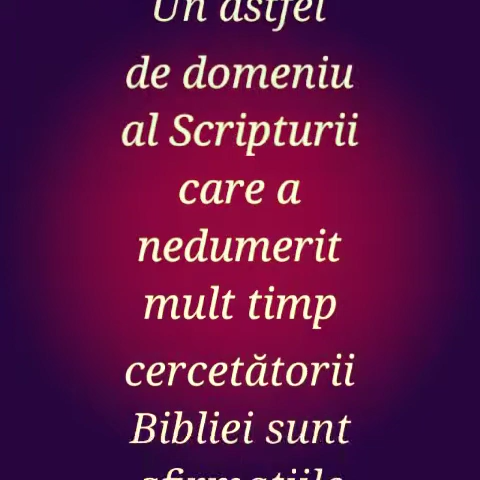 Un astfel
de domeniu
al Scripturii
care a
nedumerit
mult timp
cercetătorii
Bibliei sunt
afirmațiile